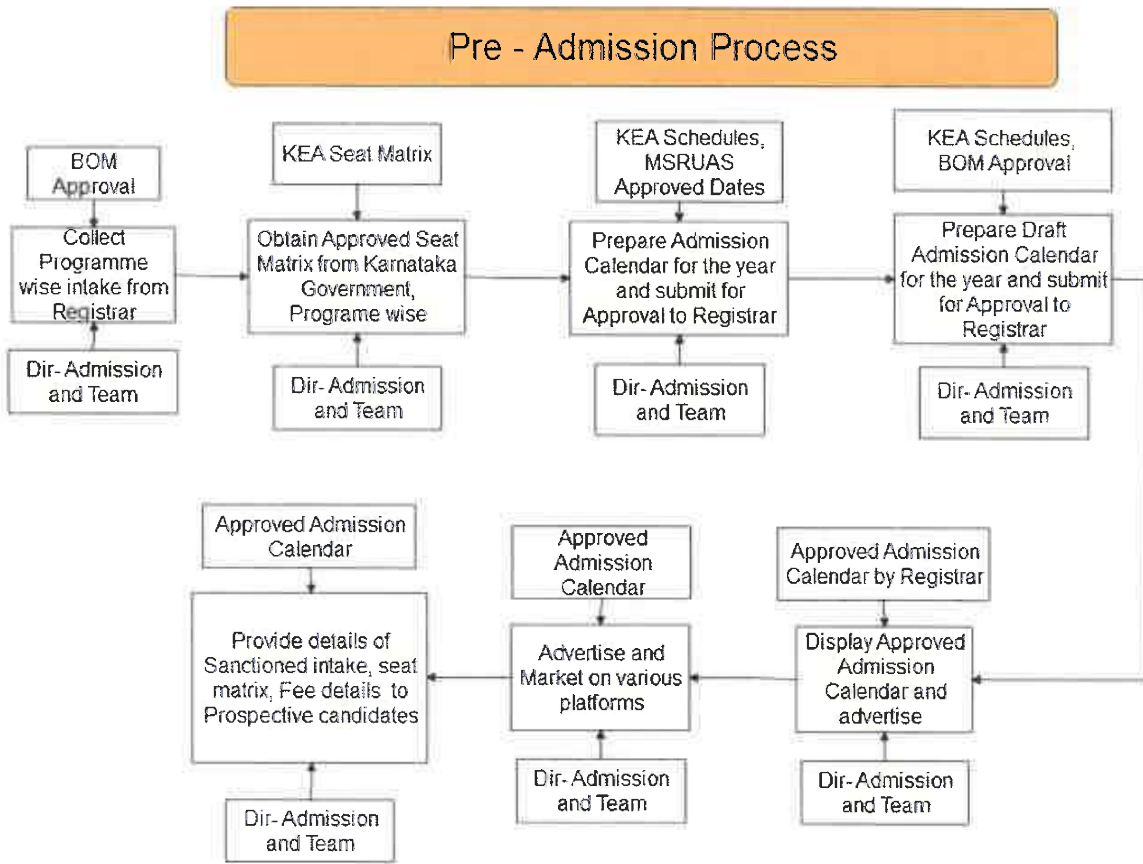 Pre - Admission Process
BOM
Approval
Collect
Programme
wise intake from
Registrar
Dir- Admission
and Team
KEA Seat Matrix
Obtain Approved Seat
Matrix from Karnataka
Government,
Programe wise
Dir- Admission
and Team
KEA Schedules,
MSRUAS
Approved Dates
Prepare Admission
Calendar for the year
and submit for
Approval to Registrar
Dir- Admission
and Team
KEA Schedules,
BOM Approval
Prepare Draft
Admission Calendar
for the year and submit
for Approval to
Registrar
Dir- Admission
and Team
Approved Admission
Calendar by Registrar
Display Approved
Admission
Calendar and
advertise
Dir- Admission
and Team
Approved
Admission
Calendar
Advertise and
Market on various
platforms
Dir- Admission
and Team
Approved Admission
Calendar
Provide details of
Sanctioned intake, seat
matrix, Fee details to
Prospective candidates
Dir- Admission
and Team